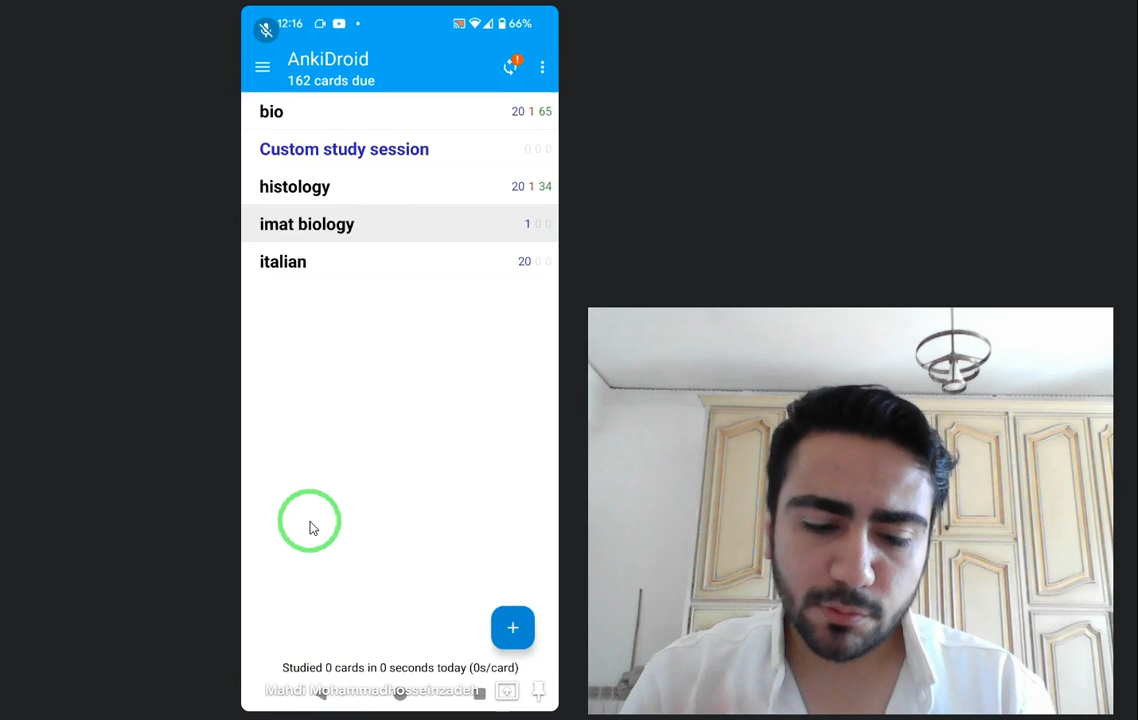 12:16 66%
AnkiDroid
162 cards due
bio 20 1 65
Custom study session 0 0 0
histology 20 1 34
imat biology 1 0 0
italian 20 0 0
Studied 0 cards in 0 seconds today (0s/card)
Mahdi Mohammadhosseinzadeh